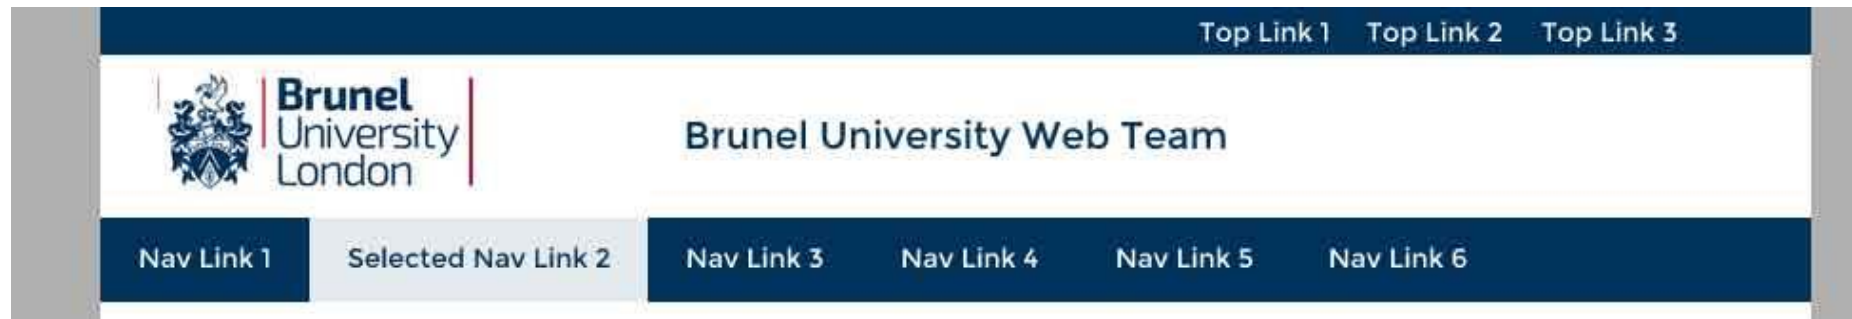 Top Link 1 Top Link 2 Top Link 3
Brunel
University
London
Brunel University Web Team
Nav Link 1 Selected Nav Link 2 Nav Link 3 Nav Link 4 Nav Link 5 Nav Link 6